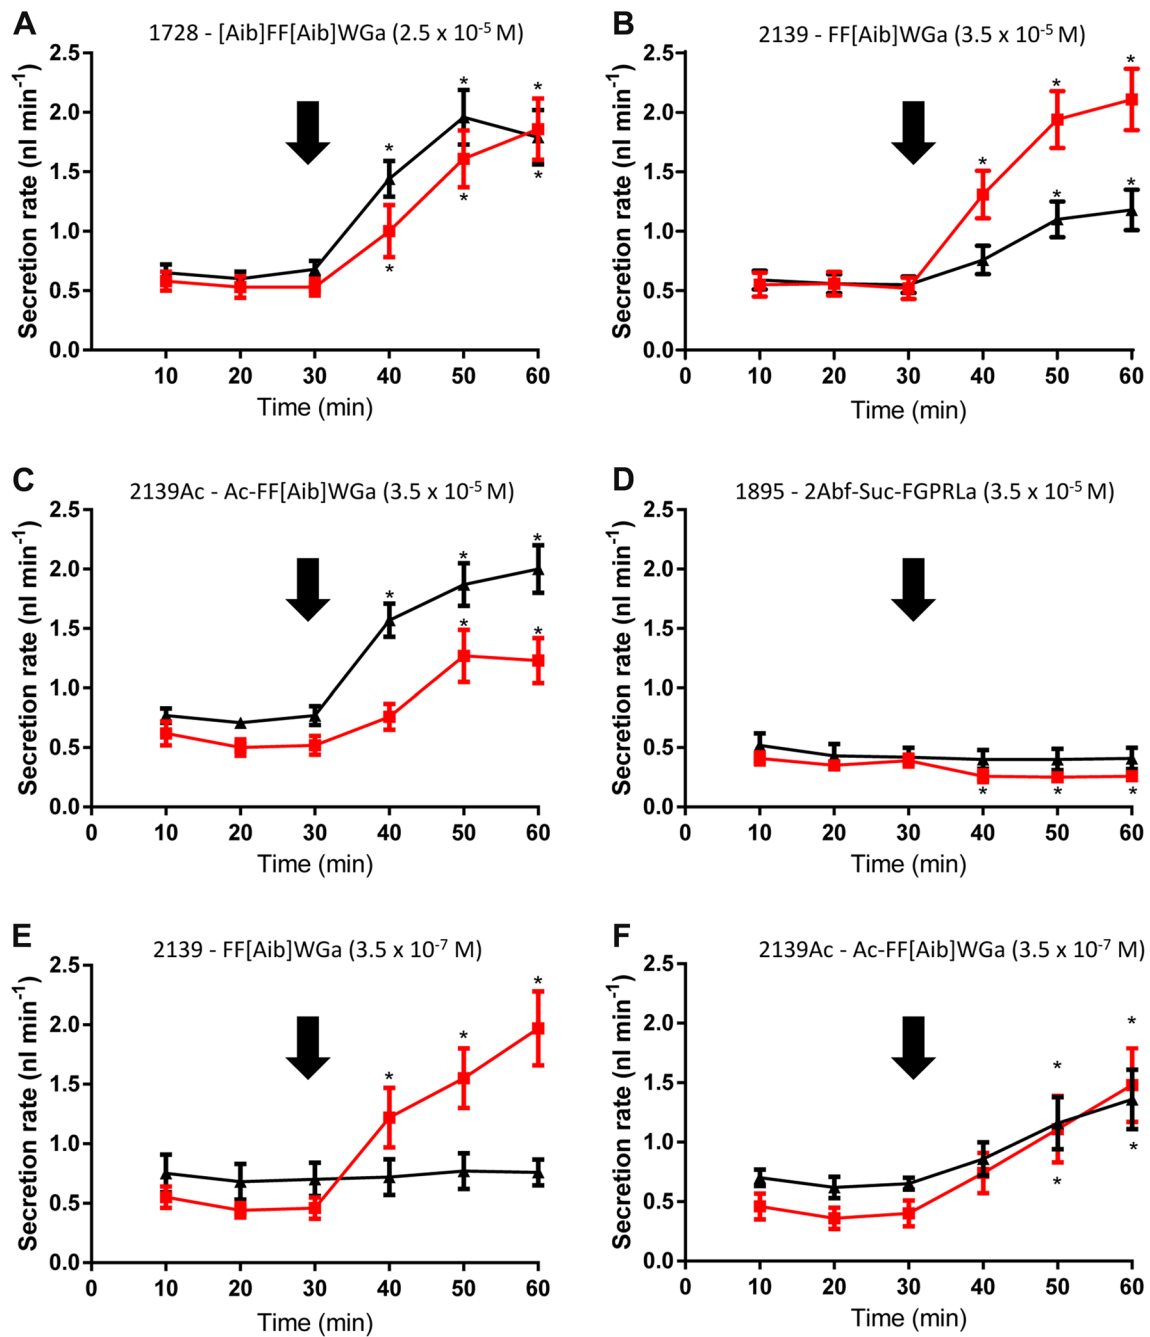 A
1728 - [Aib]FF[Aib]WGa (2.5 x 10-5 M)
Secretion rate (nl min-1)
2.5
2.0
1.5
1.0
0.5
0.0
* * * * * *
0 10 20 30 40 50 60
Time (min)
B
2139 - FF[Aib]WGa (3.5 x 10-5 M)
Secretion rate (nl min-1)
2.5
2.0
1.5
1.0
0.5
0.0
* * * * *
0 10 20 30 40 50 60
Time (min)
C
2139Ac - Ac-FF[Aib]WGa (3.5 x 10-5 M)
Secretion rate (nl min-1)
2.5
2.0
1.5
1.0
0.5
0.0
* * * * *
0 10 20 30 40 50 60
Time (min)
D
1895 - 2Abf-Suc-FGPRLa (3.5 x 10-5 M)
Secretion rate (nl min-1)
2.5
2.0
1.5
1.0
0.5
0.0
* * *
0 10 20 30 40 50 60
Time (min)
E
2139 - FF[Aib]WGa (3.5 x 10-7 M)
Secretion rate (nl min-1)
2.5
2.0
1.5
1.0
0.5
0.0
* * *
0 10 20 30 40 50 60
Time (min)
F
2139Ac - Ac-FF[Aib]WGa (3.5 x 10-7 M)
Secretion rate (nl min-1)
2.5
2.0
1.5
1.0
0.5
0.0
* * * *
0 10 20 30 40 50 60
Time (min)